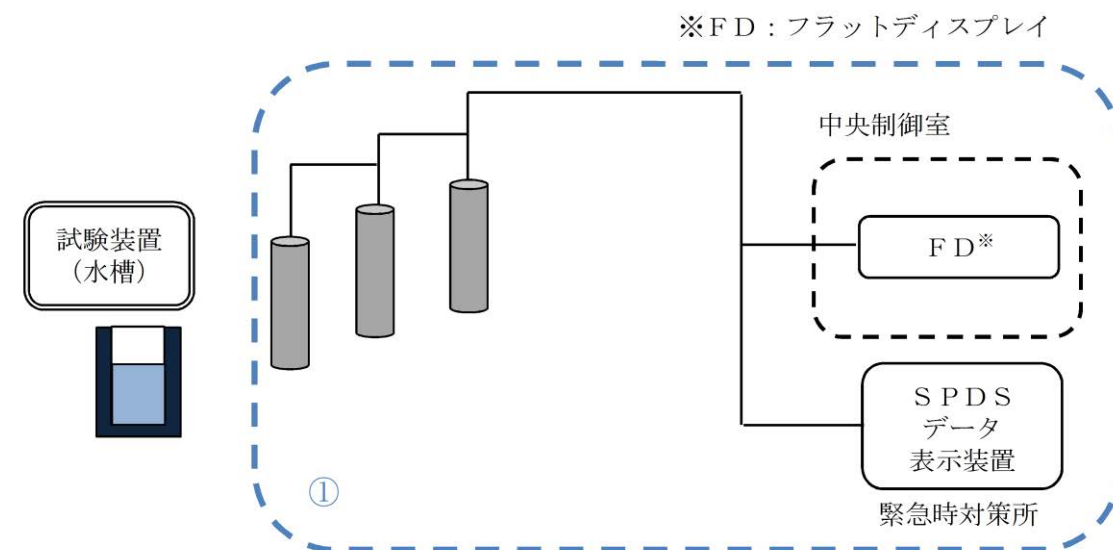 ※ＦＤ：フラットディスプレイ
中央制御室
試験装置
（水槽）
ＦＤ※
ＳＰＤＳ
データ
表示装置
緊急時対策所
①